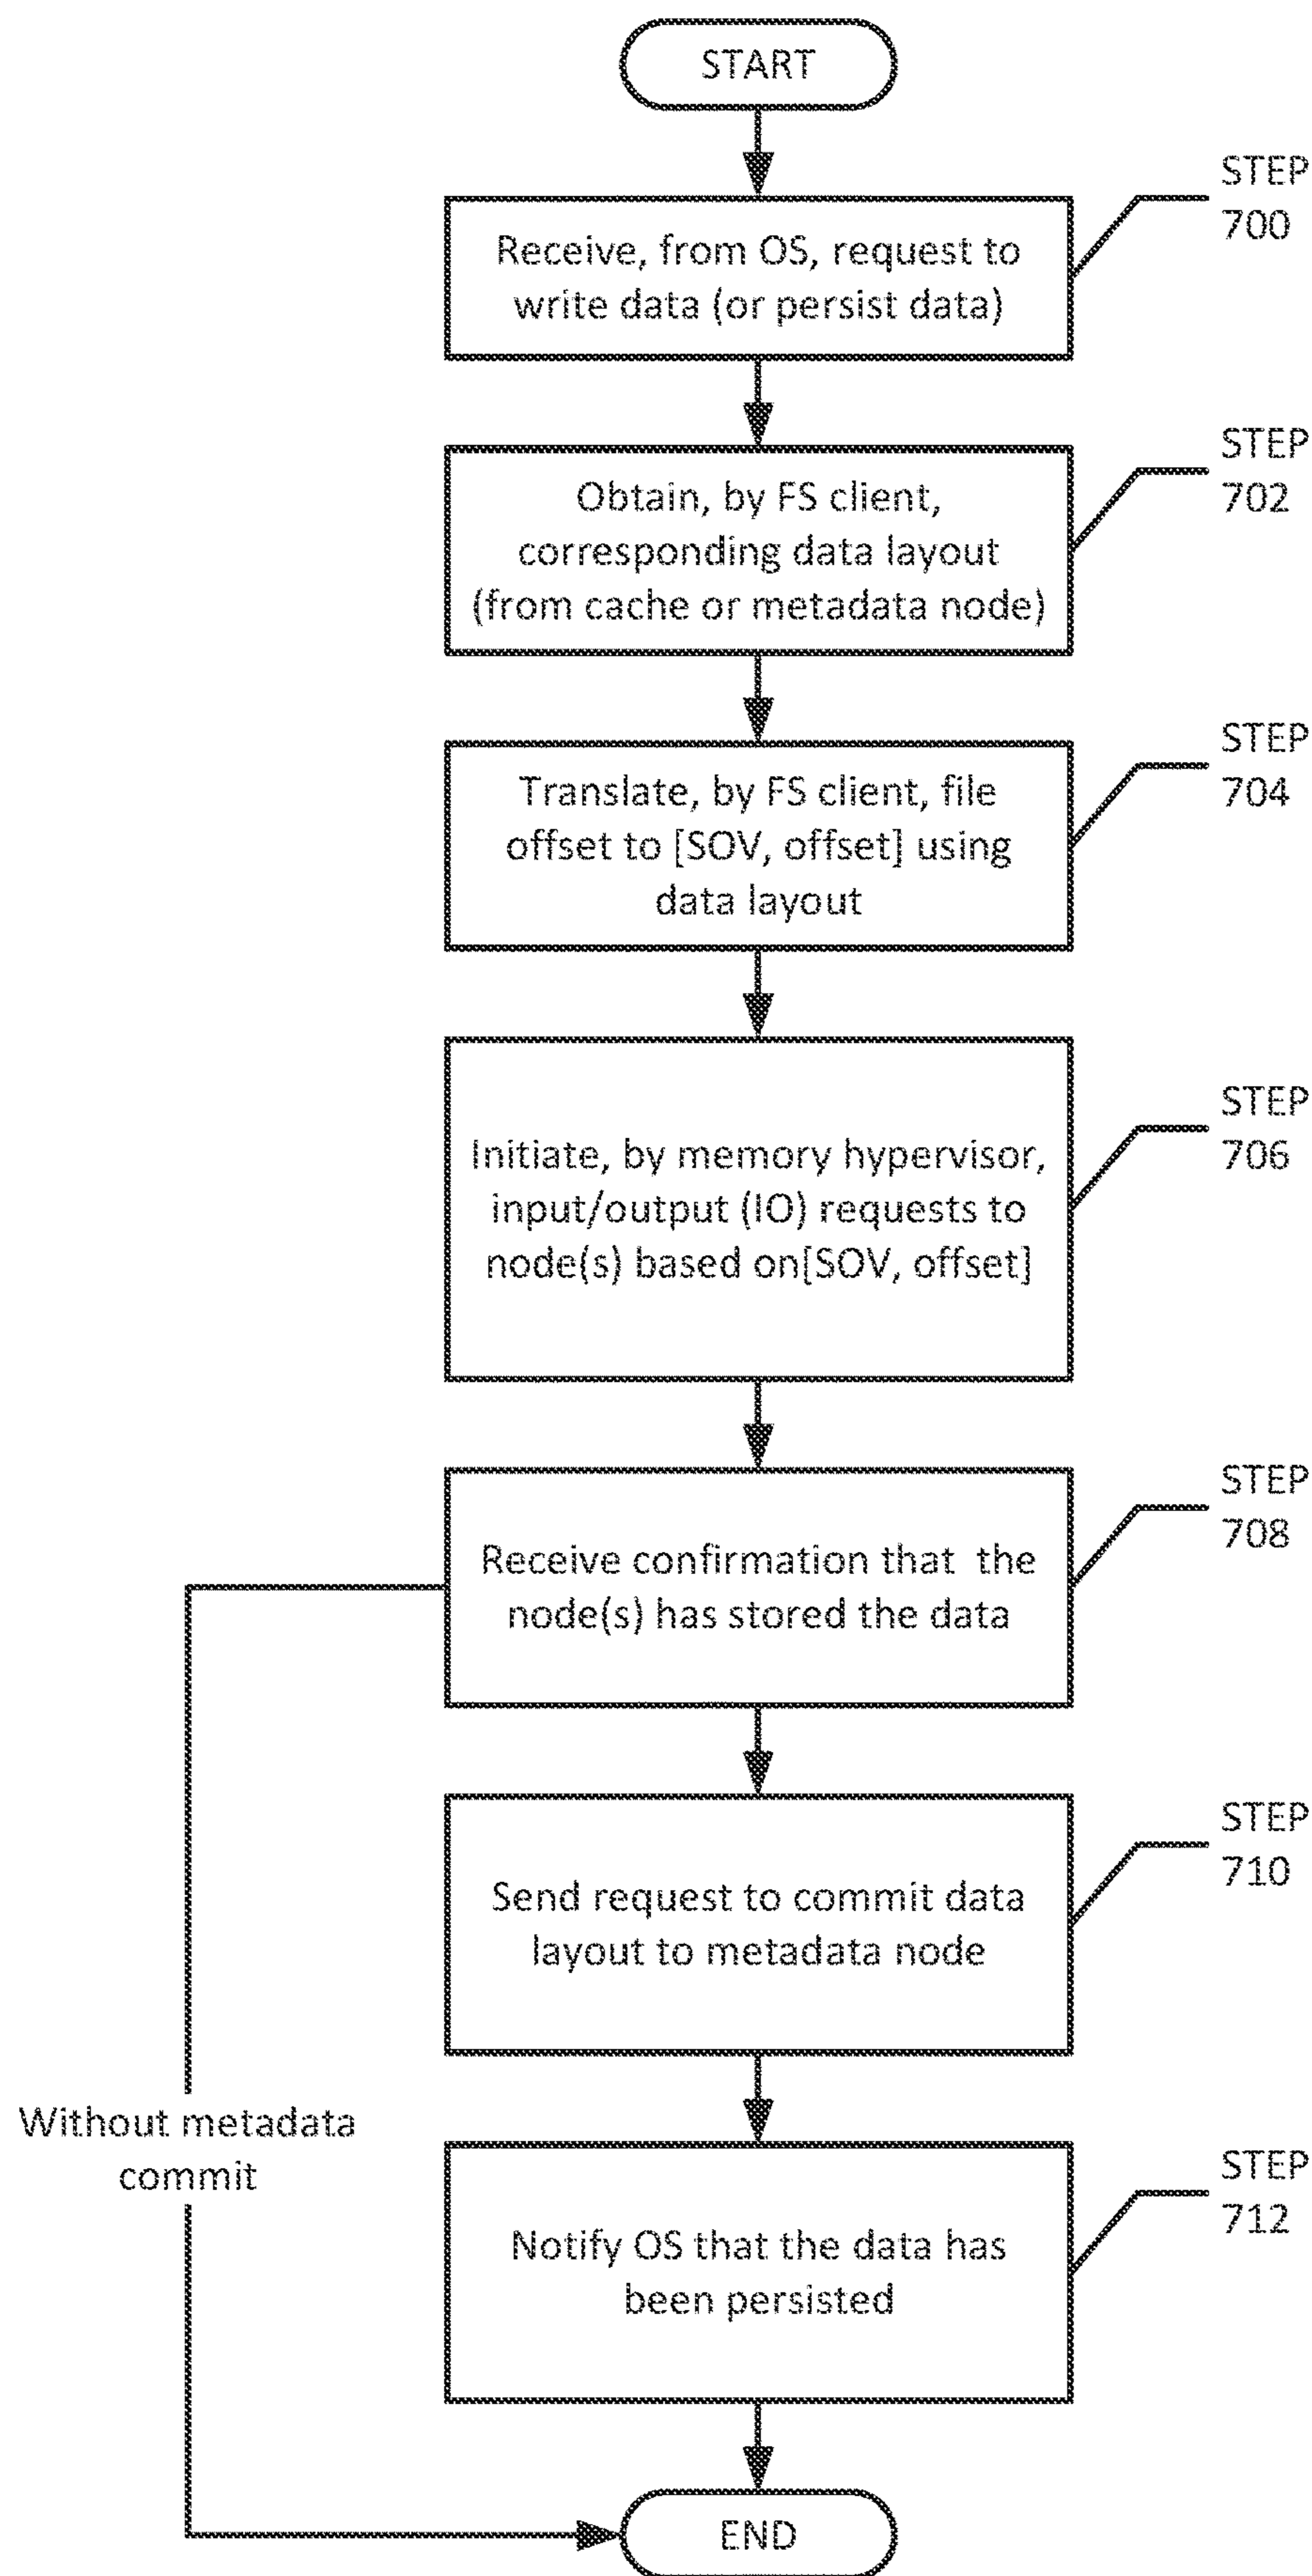 START
STEP
700
Receive, from OS, request to
write data (or persist data)
STEP
702
Obtain, by FS client,
corresponding data layout
(from cache or metadata node)
STEP
704
Translate, by FS client, file
offset to [SOV, offset] using
data layout
STEP
706
Initiate, by memory hypervisor,
input/output (IO) requests to
node(s) based on[SOV, offset]
STEP
708
Receive confirmation that the
node(s) has stored the data
STEP
710
Send request to commit data
layout to metadata node
Without metadata
commit
STEP
712
Notify OS that the data has
been persisted
END